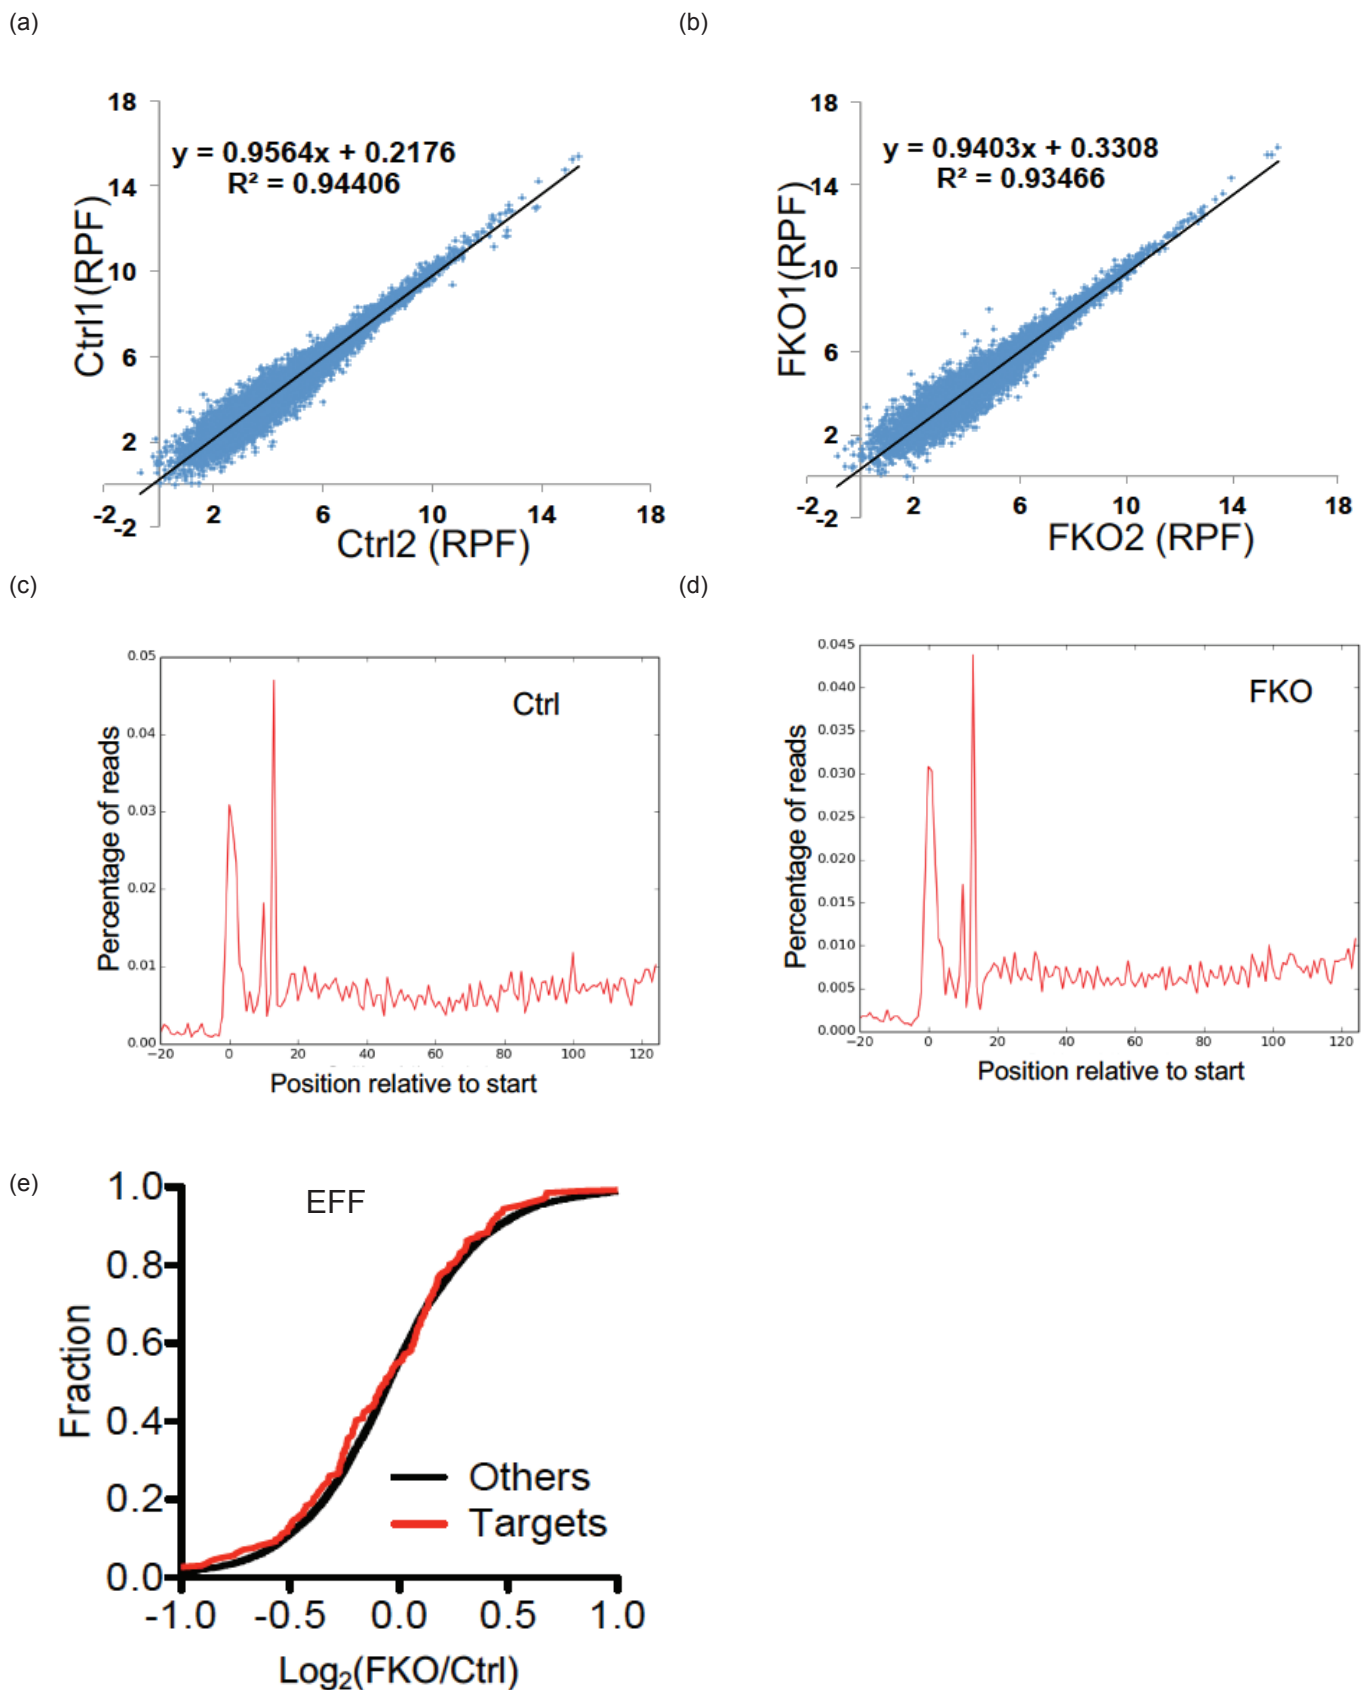 (a)
(b)
18
14
10
6
2
-2
-2
2
6
10
14
18
y = 0.9564x + 0.2176
R² = 0.94406
Ctrl1(RPF)
Ctrl2 (RPF)
18
14
10
6
2
-2
-2
2
6
10
14
18
y = 0.9403x + 0.3308
R² = 0.93466
FKO1(RPF)
FKO2 (RPF)
(c)
(d)
0.05
0.04
0.03
0.02
0.01
0.00
-20
0
20
40
60
80
100
120
Ctrl
Percentage of reads
Position relative to start
0.045
0.040
0.035
0.030
0.025
0.020
0.015
0.010
0.005
0.000
-20
0
20
40
60
80
100
120
FKO
Percentage of reads
Position relative to start
(e)
EFF
1.0
0.8
0.6
0.4
0.2
0.0
-1.0
-0.5
0.0
0.5
1.0
Fraction
Others
Targets
Log₂(FKO/Ctrl)